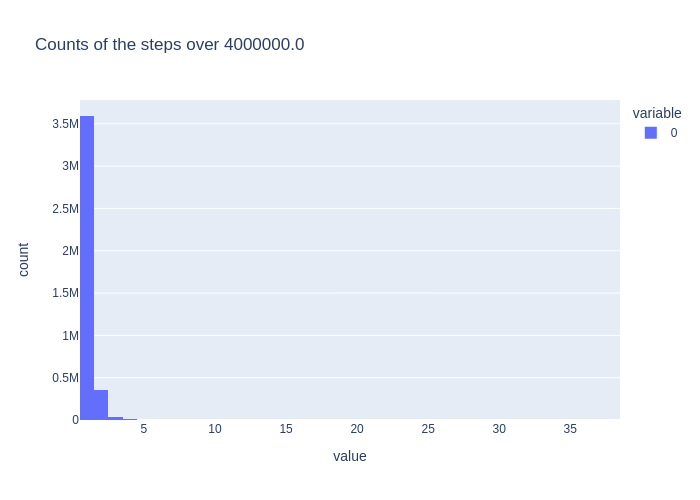 Counts of the steps over 4000000.0
variable
0
3.5M
3M
2.5M
2M
1.5M
1M
0.5M
0
count
5
10
15
20
25
30
35
value